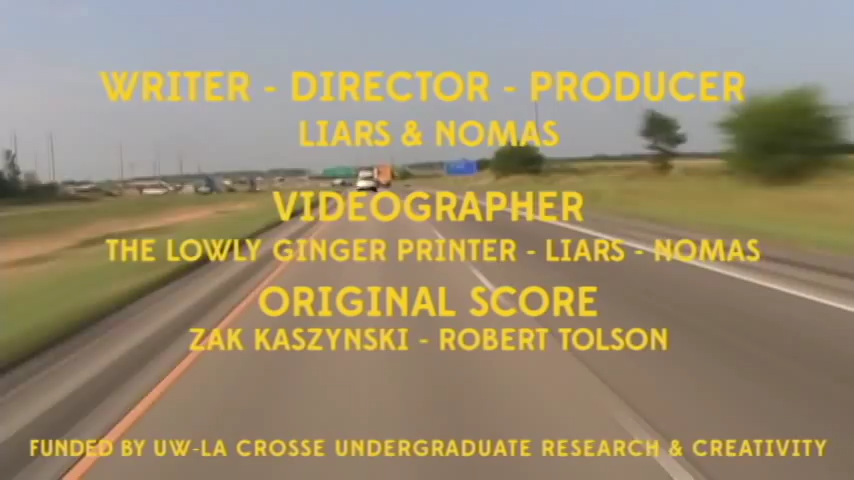 WRITER - DIRECTOR - PRODUCER
LIARS & NOMAS
VIDEOGRAPHER
THE LOWLY GINGER PRINTER - LIARS - NOMAS
ORIGINAL SCORE
ZAK KASZYNSKI - ROBERT TOLSON
FUNDED BY UW-LA CROSSE UNDERGRADUATE RESEARCH & CREATIVITY